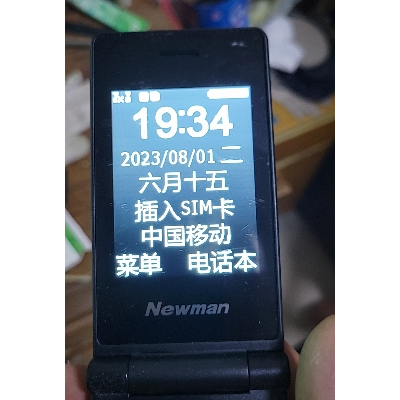 19:34
2023/08/01 二
六月十五
插入SIM卡
中国移动
菜单 电话本
Newman